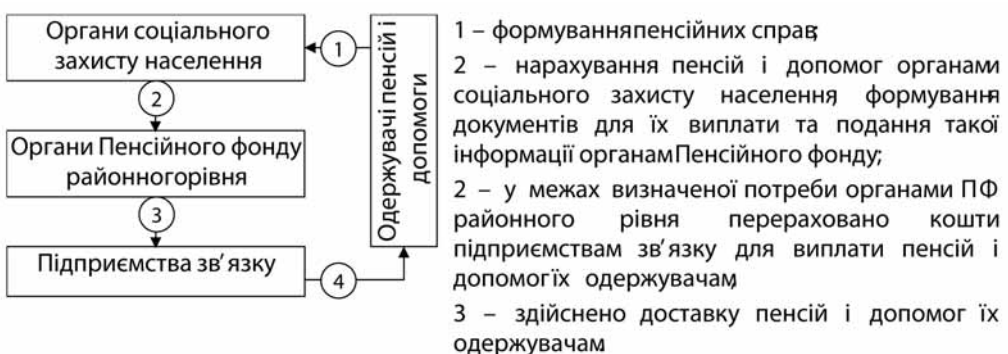 Органи соціального
захисту населення
1
2
Органи Пенсійного фонду
районногорівня
3
Підприємства зв’язку
4
Одержувачі пенсій і
допомоги
1 – формуванняпенсійних справ;
2 – нарахування пенсій і допомог органами
соціального захисту населення, формування
документів для їх виплати та подання такої
інформації органамПенсійного фонду;
2 – у межах визначеної потреби органами ПФ
районного рівня перераховано кошти
підприємствам зв’язку для виплати пенсій і
допомогїх одержувачам;
3 – здійснено доставку пенсій і допомог їх
одержувачам